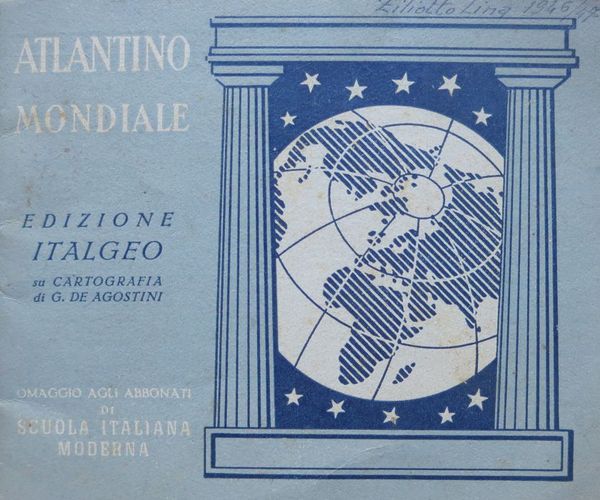 1946/47
ATLANTINO
MONDIALE
EDIZIONE
ITALGEO
su CARTOGRAFIA
di G. DE AGOSTINI
OMAGGIO AGLI ABBONATI
DI
SCUOLA ITALIANA
MODERNA